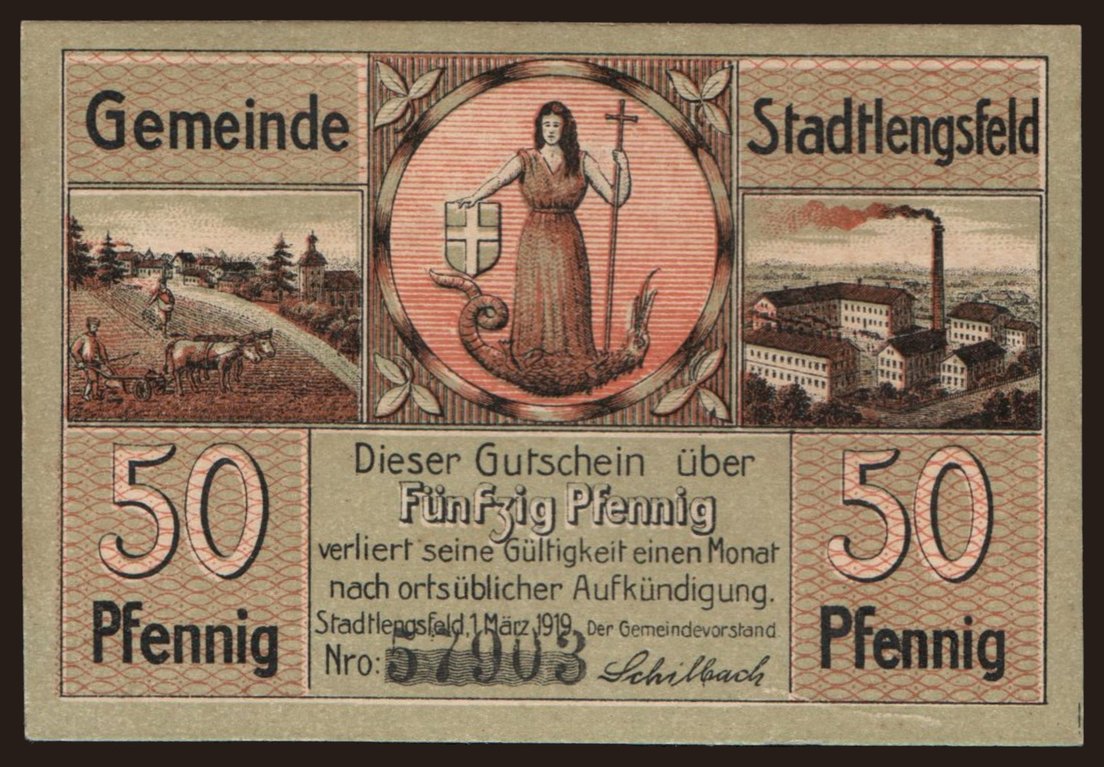 Gemeinde
Stadtlengsfeld
50
Pfennig
Dieser Gutschein über
Fünfzig Pfennig
verliert seine Gültigkeit einen Monat
nach ortsüblicher Aufkündigung.
Stadtlengsfeld, 1. März 1919. Der Gemeindevorstand
Nro: 57903 Schilbach
50
Pfennig